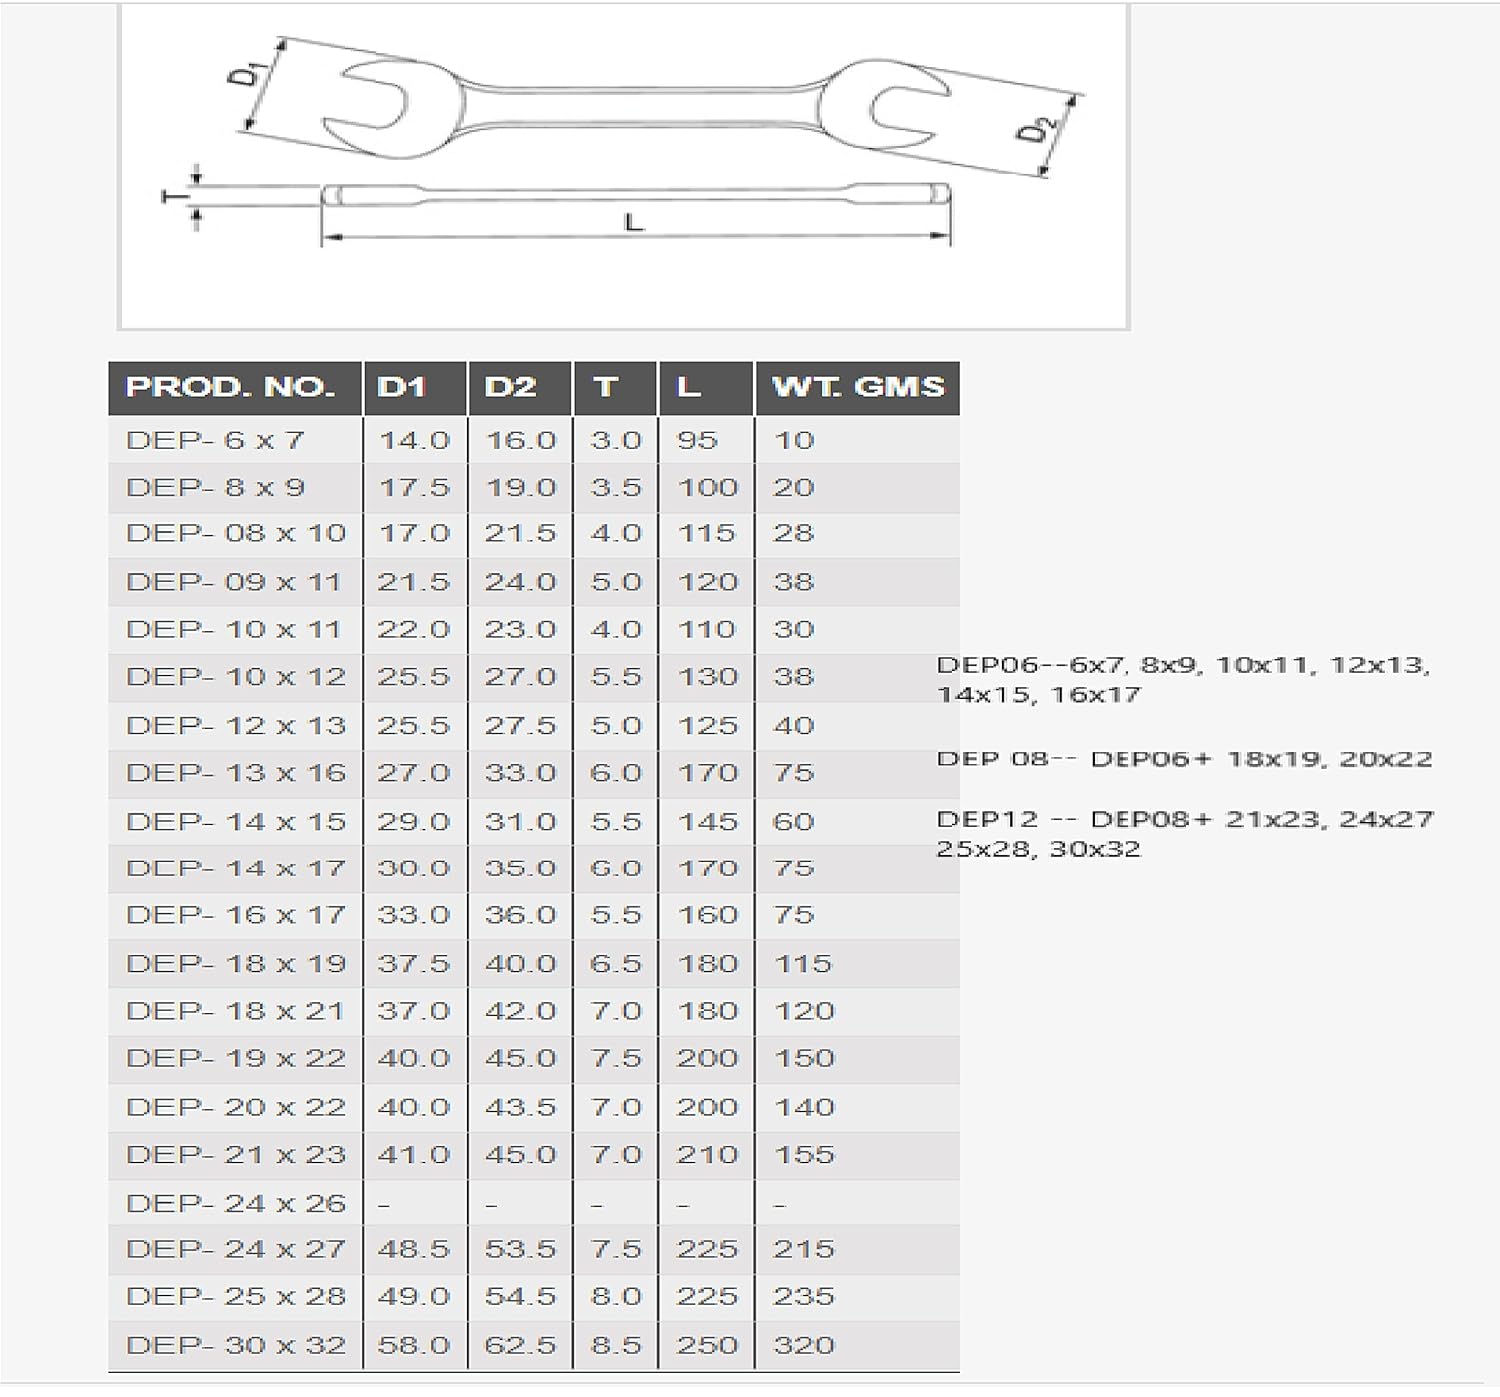 D1
D2
T
L
PROD. NO. D1 D2 T L WT. GMS
DEP- 6 x 7 14.0 16.0 3.0 95 10
DEP- 8 x 9 17.5 19.0 3.5 100 20
DEP- 08 x 10 17.0 21.5 4.0 115 28
DEP- 09 x 11 21.5 24.0 5.0 120 38
DEP- 10 x 11 22.0 23.0 4.0 110 30
DEP- 10 x 12 25.5 27.0 5.5 130 38
DEP- 12 x 13 25.5 27.5 5.0 125 40
DEP- 13 x 16 27.0 33.0 6.0 170 75
DEP- 14 x 15 29.0 31.0 5.5 145 60
DEP- 14 x 17 30.0 35.0 6.0 170 75
DEP- 16 x 17 33.0 36.0 5.5 160 75
DEP- 18 x 19 37.5 40.0 6.5 180 115
DEP- 18 x 21 37.0 42.0 7.0 180 120
DEP- 19 x 22 40.0 45.0 7.5 200 150
DEP- 20 x 22 40.0 43.5 7.0 200 140
DEP- 21 x 23 41.0 45.0 7.0 210 155
DEP- 24 x 26 - - - - -
DEP- 24 x 27 48.5 53.5 7.5 225 215
DEP- 25 x 28 49.0 54.5 8.0 225 235
DEP- 30 x 32 58.0 62.5 8.5 250 320
DEP06--6x7, 8x9, 10x11, 12x13,
14x15, 16x17
DEP 08-- DEP06+ 18x19, 20x22
DEP12 -- DEP08+ 21x23, 24x27
25x28, 30x32